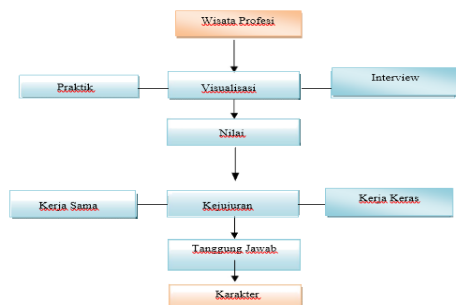 Wisata Profesi
Praktik
Visualisasi
Interview
Nilai
Kerja Sama
Kejujuran
Kerja Keras
Tanggung Jawab
Karakter